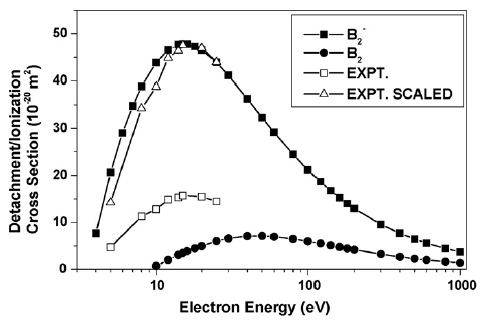 Detachment/Ionization
Cross Section (10⁻²⁰ m²)
50
40
30
20
10
0
B₂⁻
B₂
EXPT.
EXPT. SCALED
10
100
1000
Electron Energy (eV)